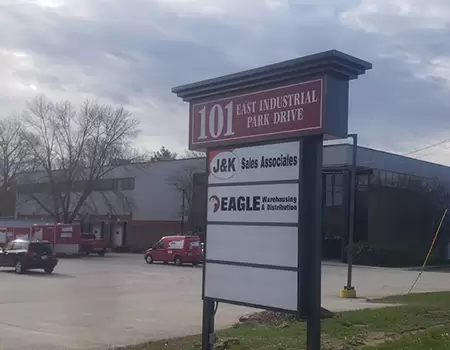 101 EAST INDUSTRIAL
PARK DRIVE
J&K Sales Associates
EAGLE Warehousing
& Distribution